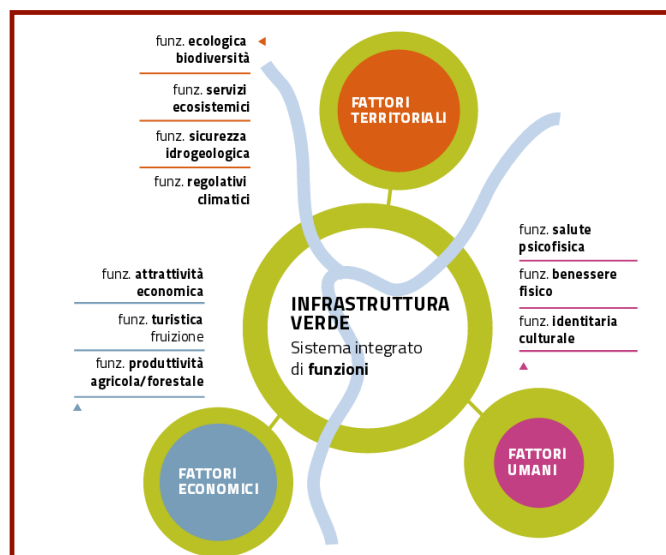 funz. ecologica
biodiversità
funz. servizi
ecosistemici
funz. sicurezza
idrogeologica
funz. regolativi
climatici
FATTORI
TERRITORIALI
funz. salute
psicofisica
funz. benessere
fisico
funz. identitaria
culturale
funz. attrattività
economica
funz. turistica
fruizione
funz. produttività
agricola/forestale
INFRASTRUTTURA
VERDE
Sistema integrato
di funzioni
FATTORI
ECONOMICI
FATTORI
UMANI